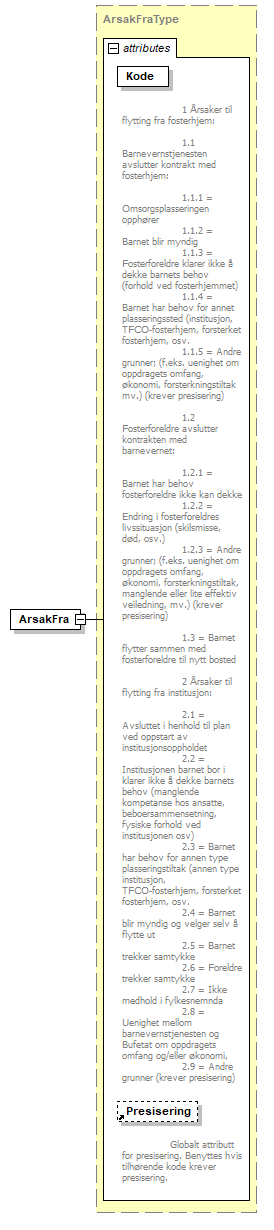 ArsakFraType
attributes
Kode
1 Årsaker til
flytting fra fosterhjem:
1.1
Barnevernstjenesten
avslutter kontrakt med
fosterhjem:
1.1.1 =
Omsorgsplasseringen
opphører
1.1.2 =
Barnet blir myndig
1.1.3 =
Fosterforeldre klarer ikke å
dekke barnets behov
(forhold ved fosterhjemmet)
1.1.4 =
Barnet har behov for annet
plasseringssted (institusjon,
TFCO-fosterhjem, forsterket
fosterhjem, osv.
1.1.5 = Andre
grunner; (f.eks. uenighet om
oppdragets omfang,
økonomi, forsterkningstiltak
mv.) (krever presisering)
1.2
Fosterforeldre avslutter
kontrakten med
barnevernet:
1.2.1 =
Barnet har behov
fosterforeldre ikke kan dekke
1.2.2 =
Endring i fosterforeldres
livssituasjon (skilsmisse,
død, osv.)
1.2.3 = Andre
grunner; (f.eks. uenighet om
oppdragets omfang,
økonomi, forsterkningstiltak,
manglende eller lite effektiv
veiledning, mv.) (krever
presisering)
ArsakFra
1.3 = Barnet
flytter sammen med
fosterforeldre til nytt bosted
2 Årsaker til
flytting fra institusjon:
2.1 =
Avsluttet i henhold til plan
ved oppstart av
institusjonsoppholdet
2.2 =
Institusjonen barnet bor i
klarer ikke å dekke barnets
behov (manglende
kompetanse hos ansatte,
beboersammensetning,
fysiske forhold ved
institusjonen osv)
2.3 = Barnet
har behov for annen type
plasseringstiltak (annen type
institusjon,
TFCO-fosterhjem, forsterket
fosterhjem, osv.
2.4 = Barnet
blir myndig og velger selv å
flytte ut
2.5 = Barnet
trekker samtykke
2.6 = Foreldre
trekker samtykke
2.7 = Ikke
medhold i fylkesnemnda
2.8 =
Uenighet mellom
barnevernstjenesten og
Bufetat om oppdragets
omfang og/eller økonomi,
2.9 = Andre
grunner (krever presisering)
Presisering
Globalt attributt
for presisering. Benyttes hvis
tilhørende kode krever
presisering.